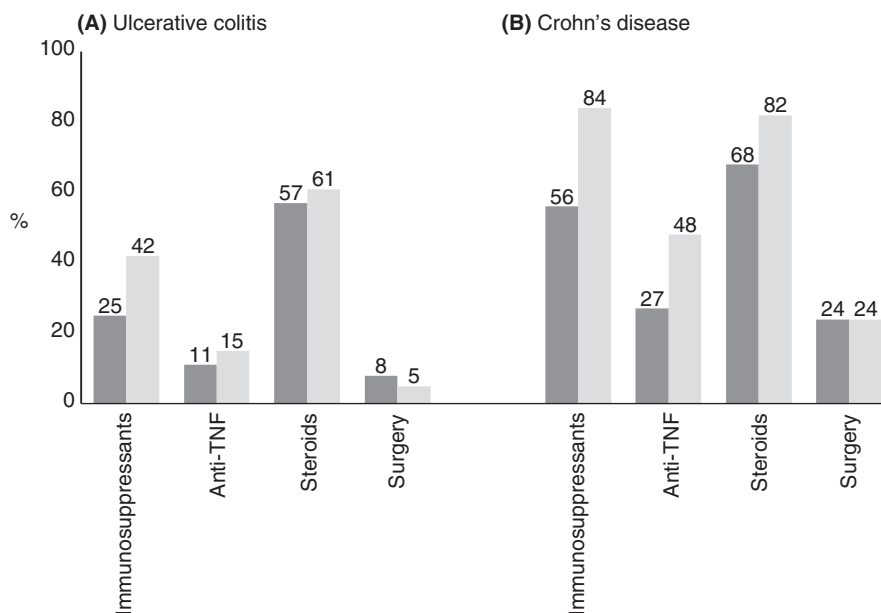 (A) Ulcerative colitis
(B) Crohn's disease
100
80
60
40
20
0
%
25
42
11
15
57
61
8
5
56
84
27
48
68
82
24
24
Immunosuppressants
Anti-TNF
Steroids
Surgery
Immunosuppressants
Anti-TNF
Steroids
Surgery